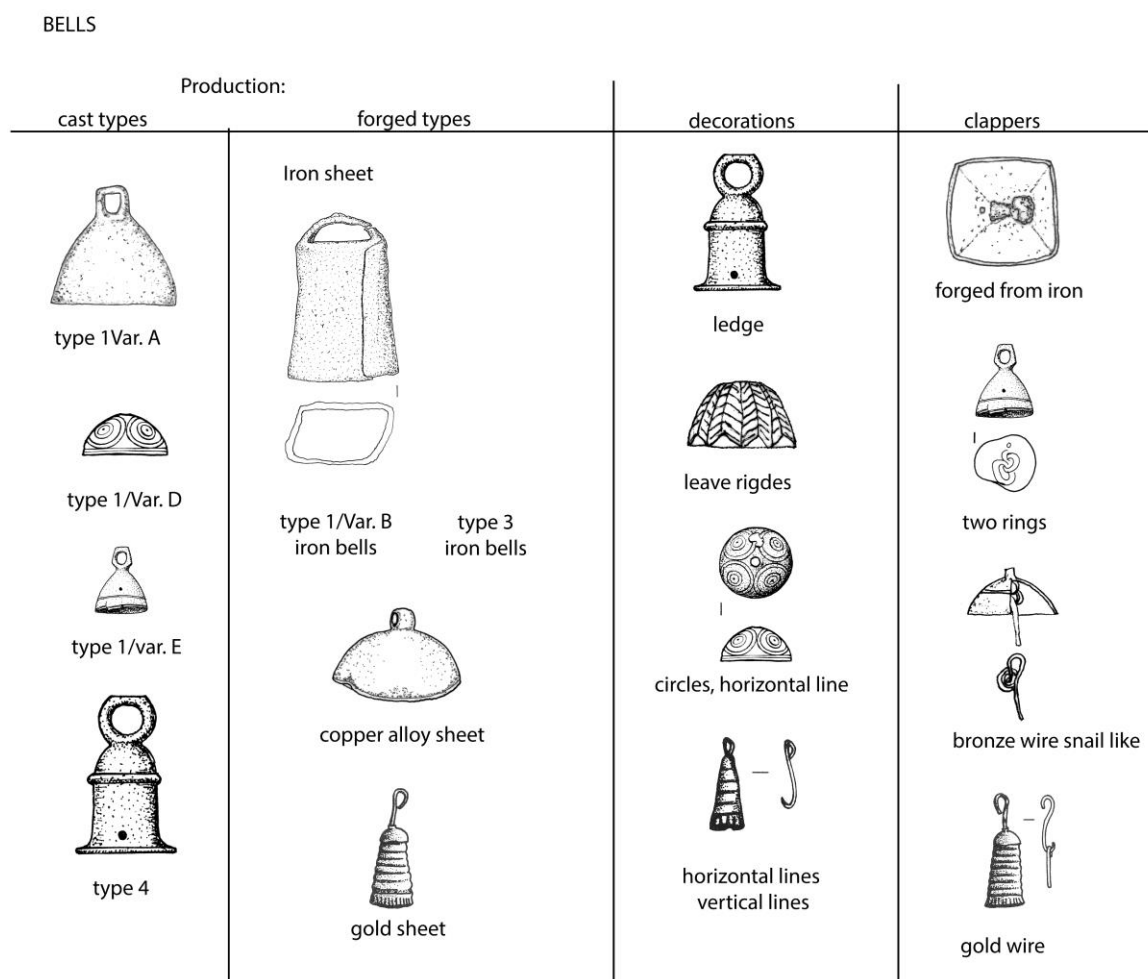 BELLS
Production:
cast types
forged types
decorations
clappers
type 1Var. A
type 1/Var. D
type 1/var. E
type 4
Iron sheet
type 1/Var. B
iron bells
type 3
iron bells
copper alloy sheet
gold sheet
ledge
leave rigdes
circles, horizontal line
horizontal lines
vertical lines
forged from iron
two rings
bronze wire snail like
gold wire